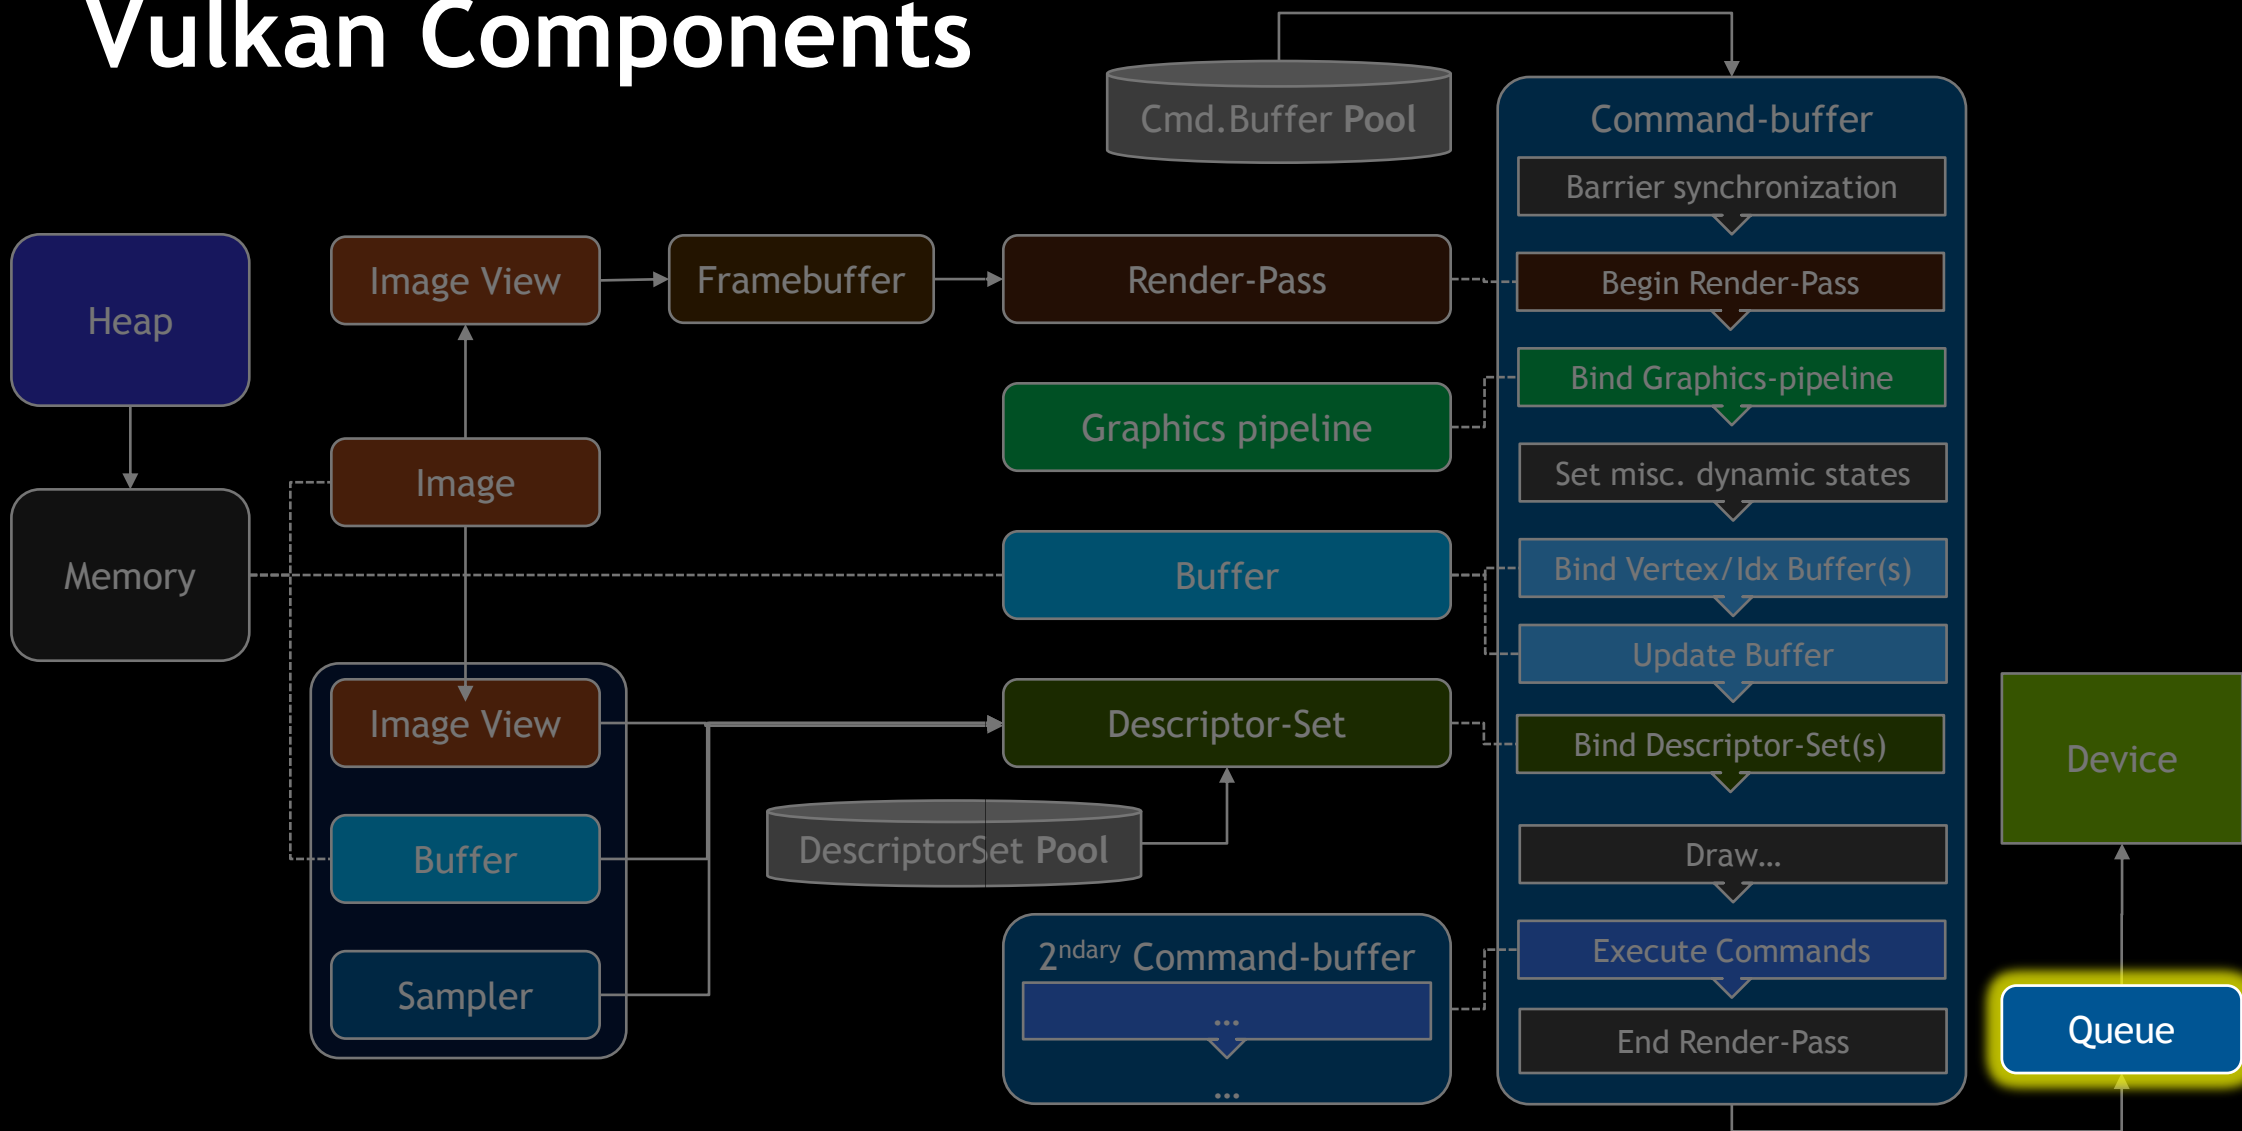 Vulkan Components
Cmd.Buffer Pool
Command-buffer
Barrier synchronization
Begin Render-Pass
Bind Graphics-pipeline
Set misc. dynamic states
Bind Vertex/Idx Buffer(s)
Update Buffer
Bind Descriptor-Set(s)
Draw...
Execute Commands
End Render-Pass
Heap
Memory
Image View
Framebuffer
Render-Pass
Image
Graphics pipeline
Buffer
Image View
Buffer
Sampler
Descriptor-Set
DescriptorSet Pool
2ndary Command-buffer
...
...
Device
Queue